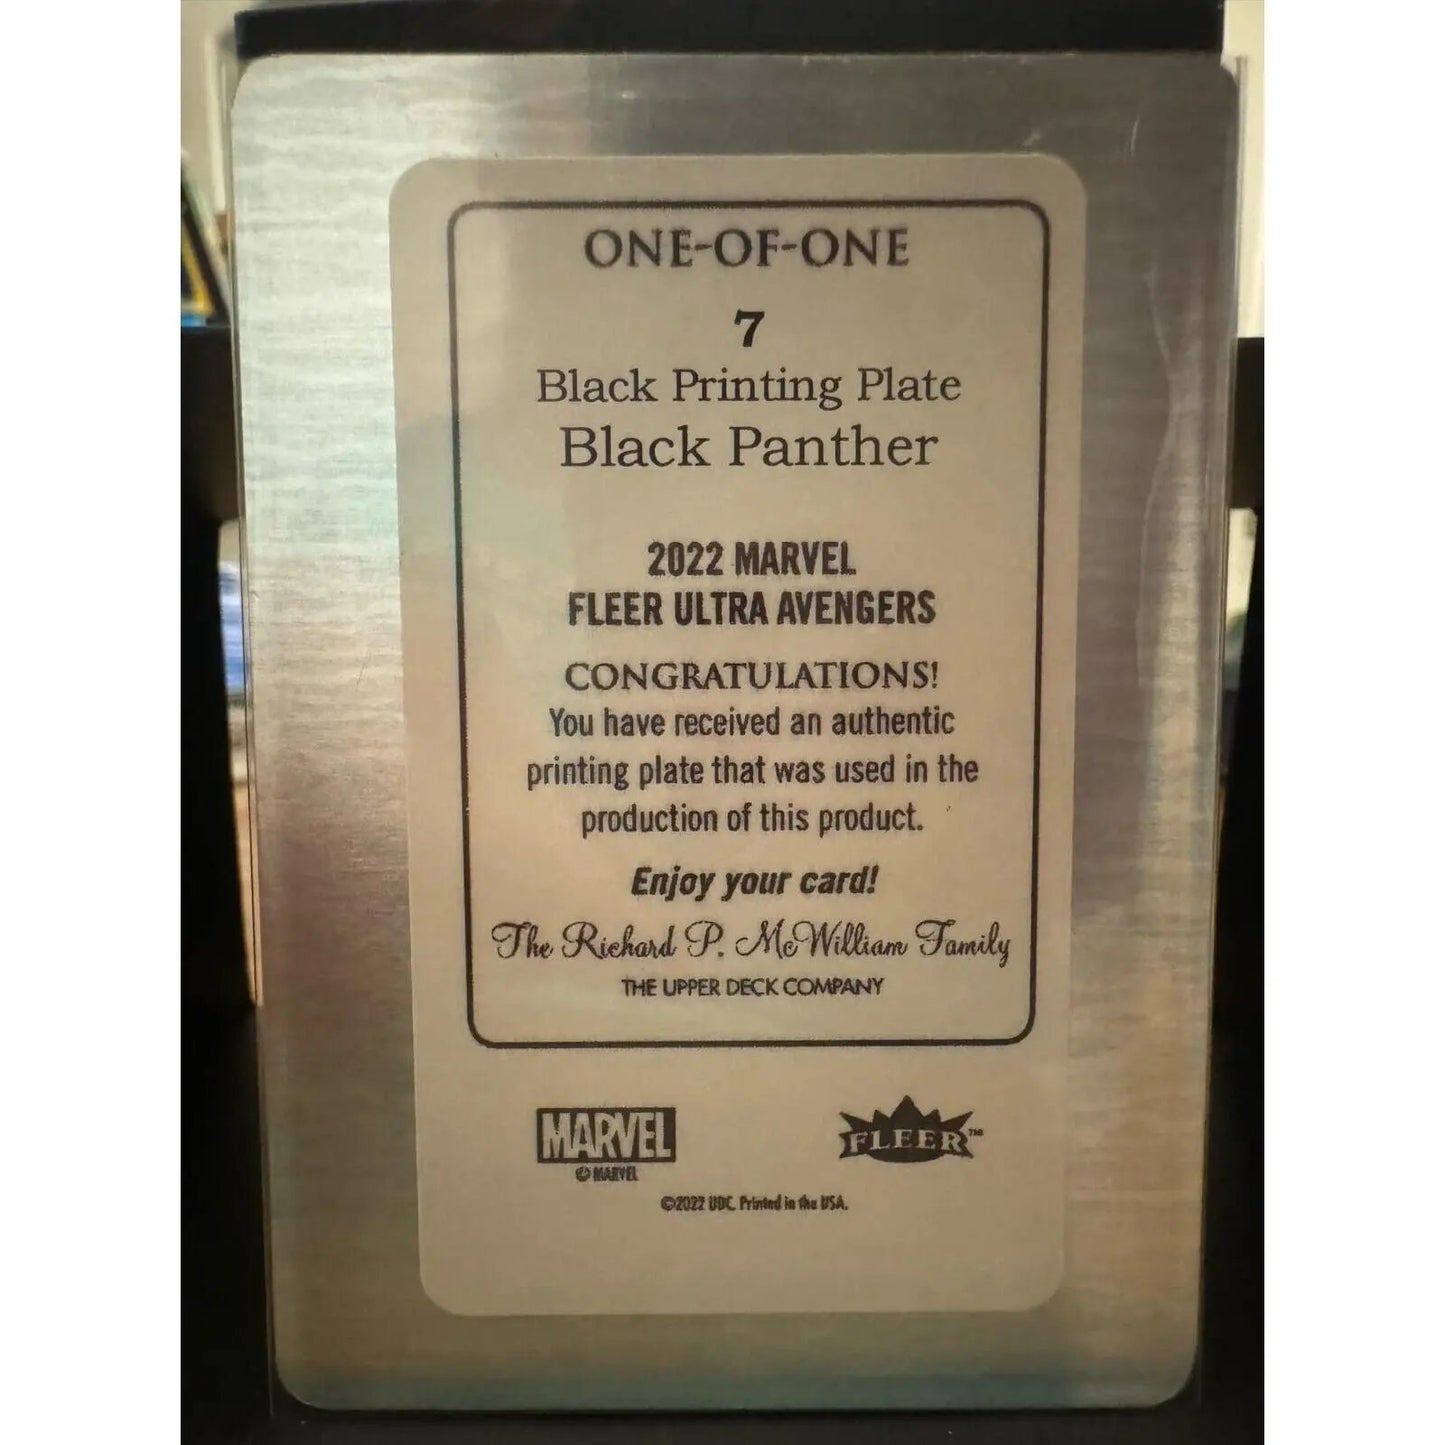 ONE-OF-ONE
7
Black Printing Plate
Black Panther
2022 MARVEL
FLEER ULTRA AVENGERS
CONGRATULATIONS!
You have received an authentic
printing plate that was used in the
production of this product.
Enjoy your card!
The Richard P. McWilliam Family
THE UPPER DECK COMPANY
MARVEL
© MARVEL
FLEER™
©2022 UDC. Printed in the USA.